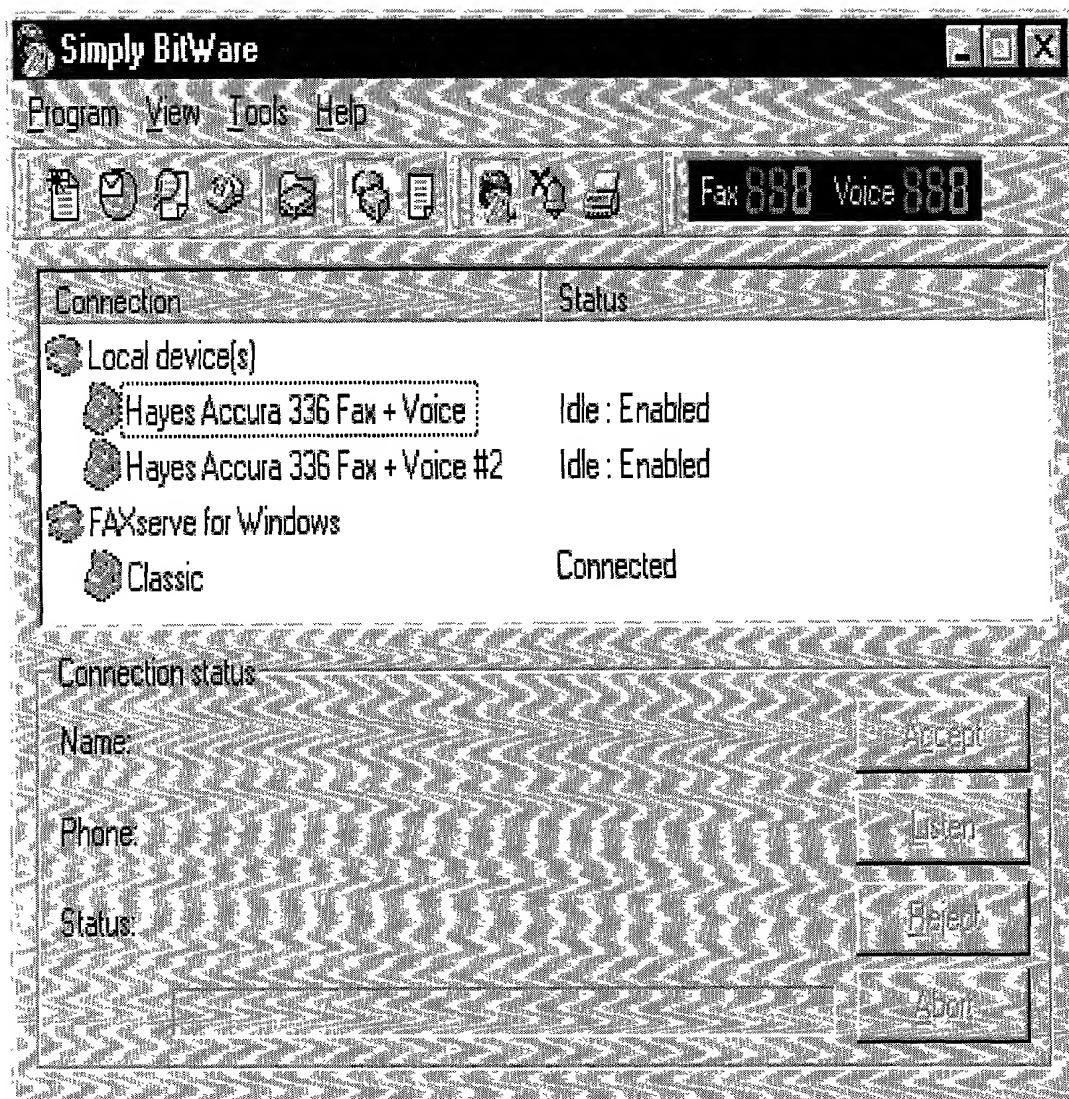 Simply BitWare
Program View Tools Help
Fax Voice
Connection Status
Local device(s)
Hayes Accura 336 Fax + Voice Idle : Enabled
Hayes Accura 336 Fax + Voice #2 Idle : Enabled
FAXserve for Windows
Classic Connected
Connection status
Name: Accept
Phone: Listen
Status: Reject
Abort